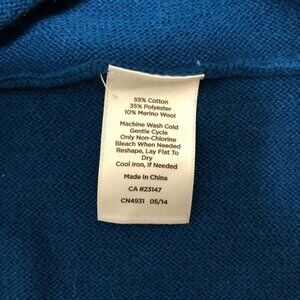 55% Cotton
35% Polyester
10% Merino Wool
Machine Wash Cold
Gentle Cycle
Only Non-Chlorine
Bleach When Needed
Reshape, Lay Flat To
Dry
Cool Iron, if Needed
Made in China
CA #23147
CN4931 05/14